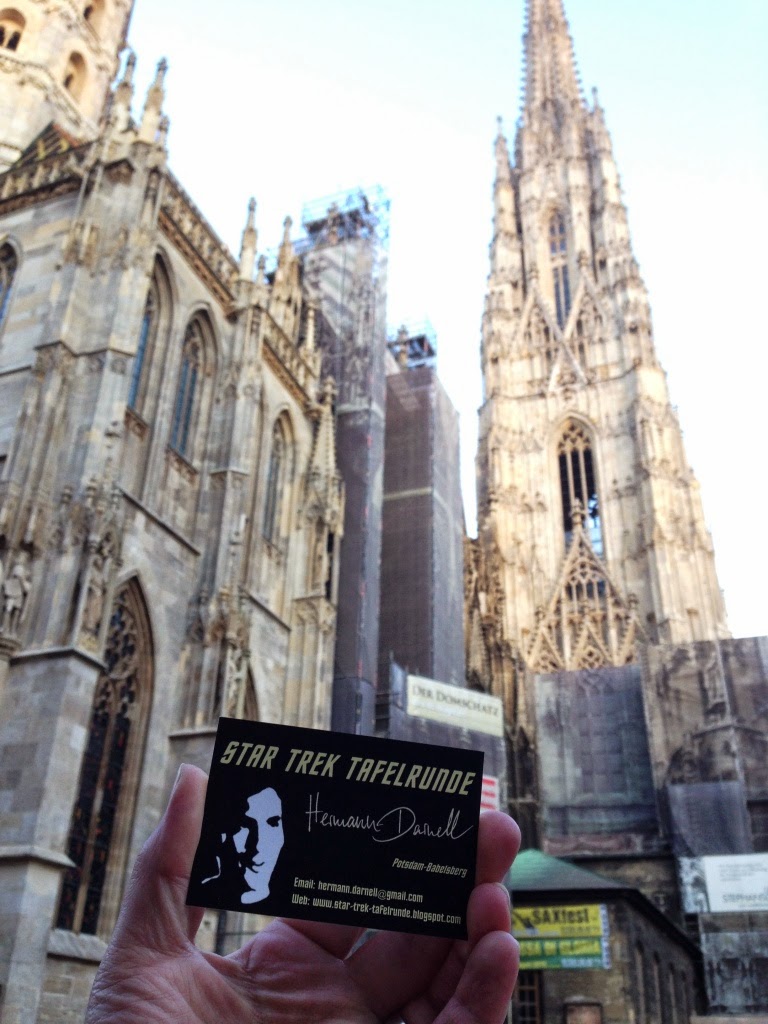 DER DOMSCHATZ
STAR TREK TAFELRUNDE
Hermann Darnell
Potsdam-Babelsberg
Email: hermann.darnell@gmail.com
Web: www.star-trek-tafelrunde.blogspot.com
SAXfest